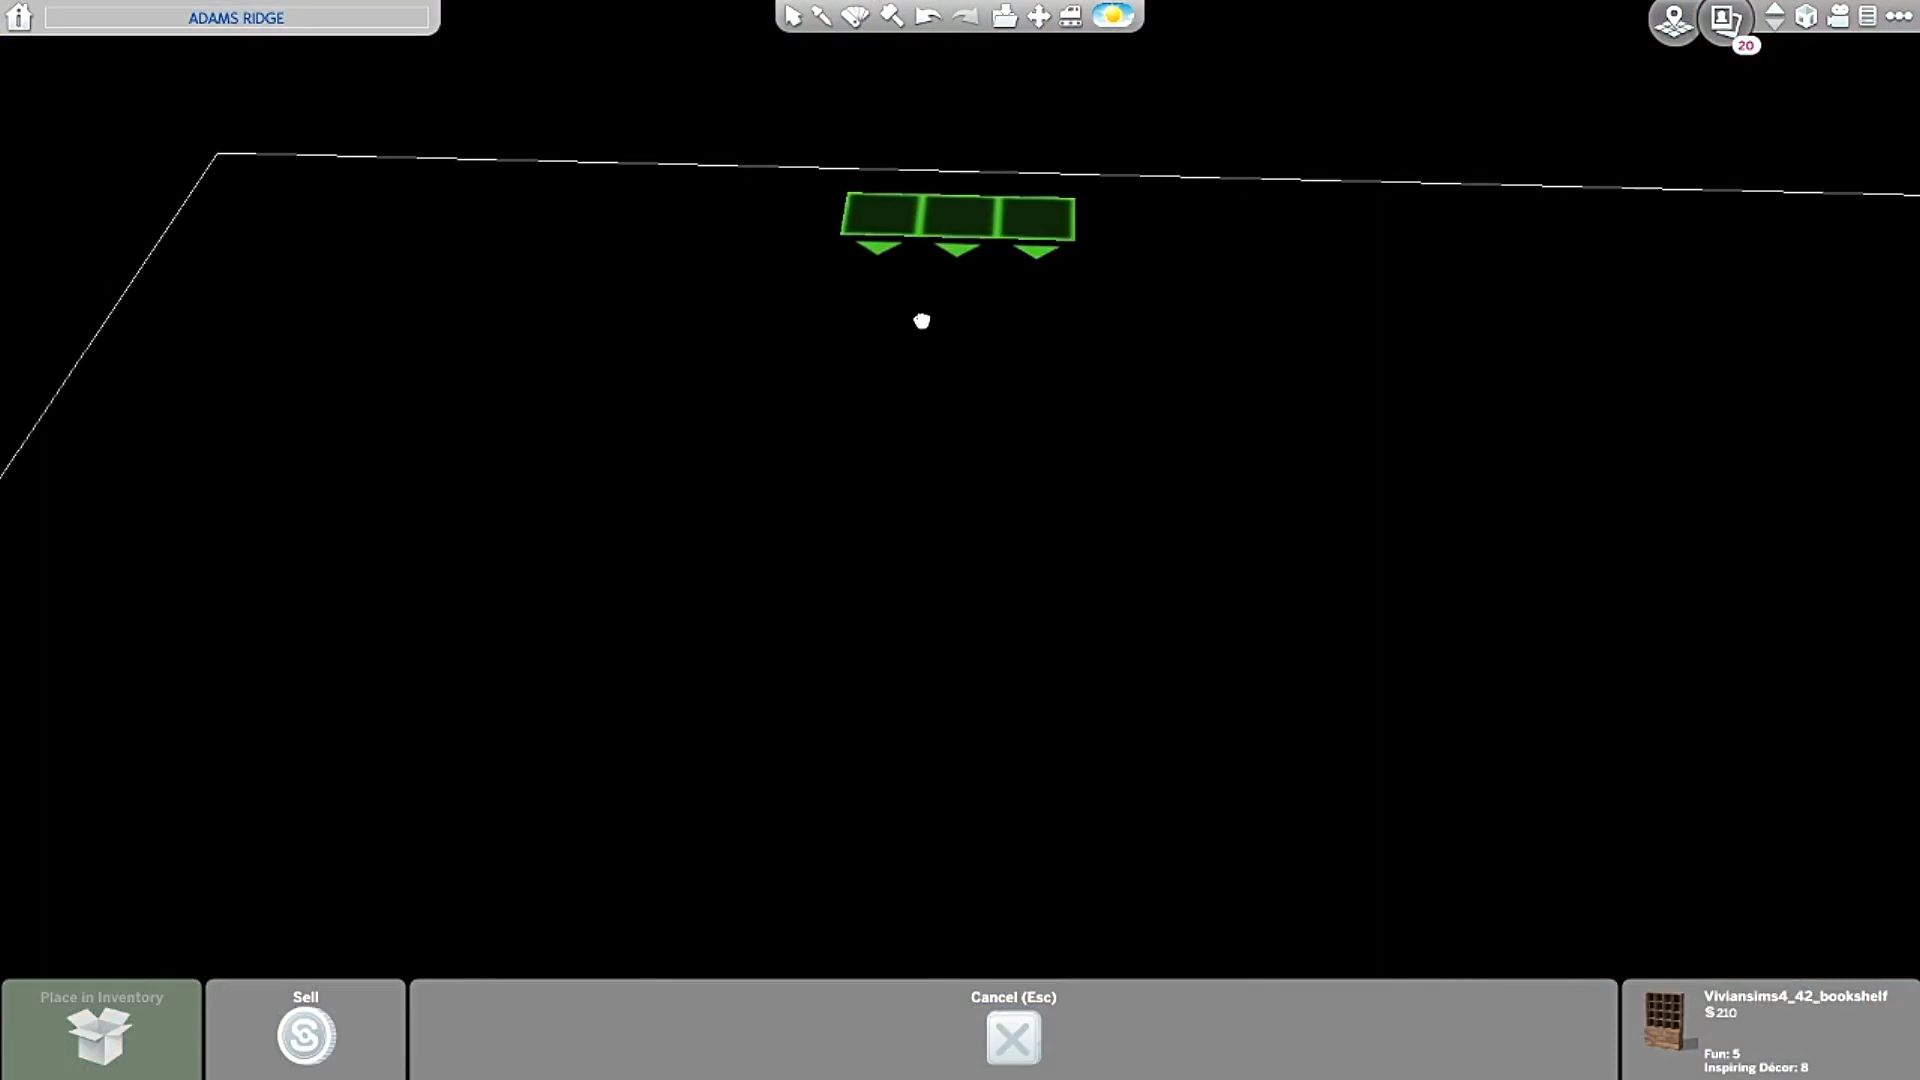 ADAMS RIDGE
20
Place in Inventory
Sell
Cancel (Esc)
Viviansims4_42_bookshelf
§210
Fun: 5
Inspiring Décor: 8